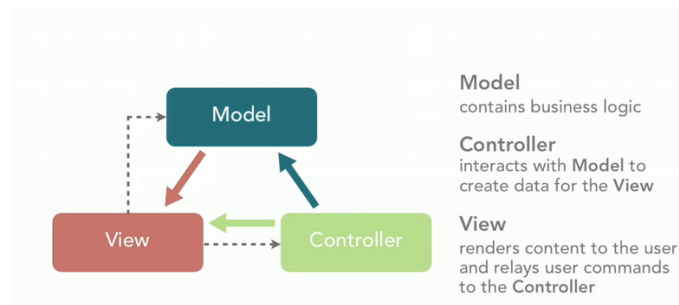 Model
View
Controller
Model
contains business logic
Controller
interacts with Model to
create data for the View
View
renders content to the user
and relays user commands
to the Controller